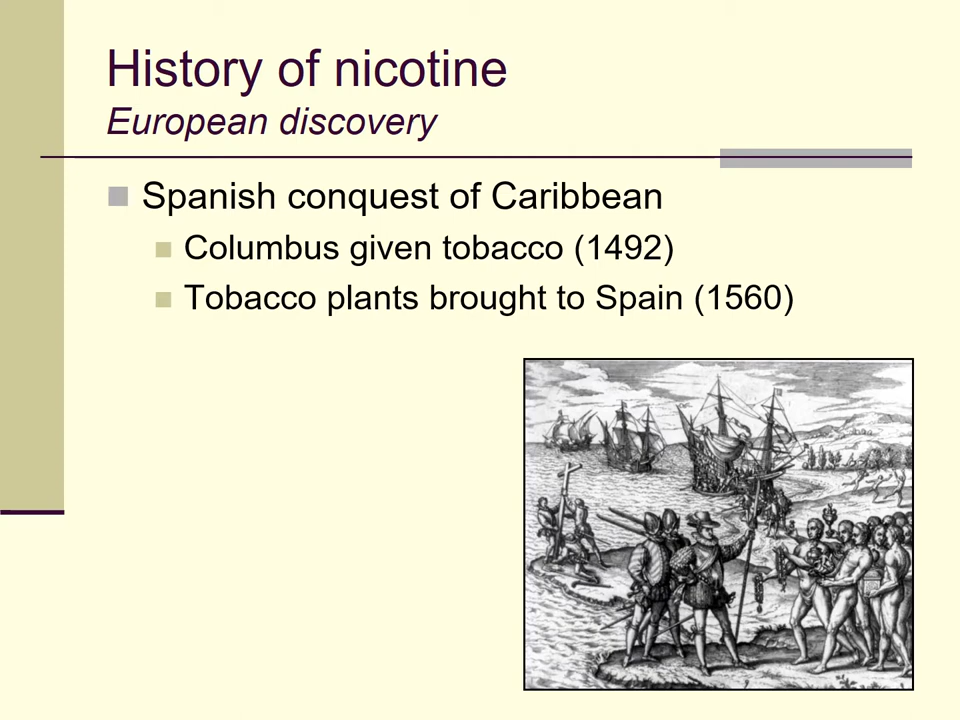 History of nicotine
European discovery
Spanish conquest of Caribbean
Columbus given tobacco (1492)
Tobacco plants brought to Spain (1560)